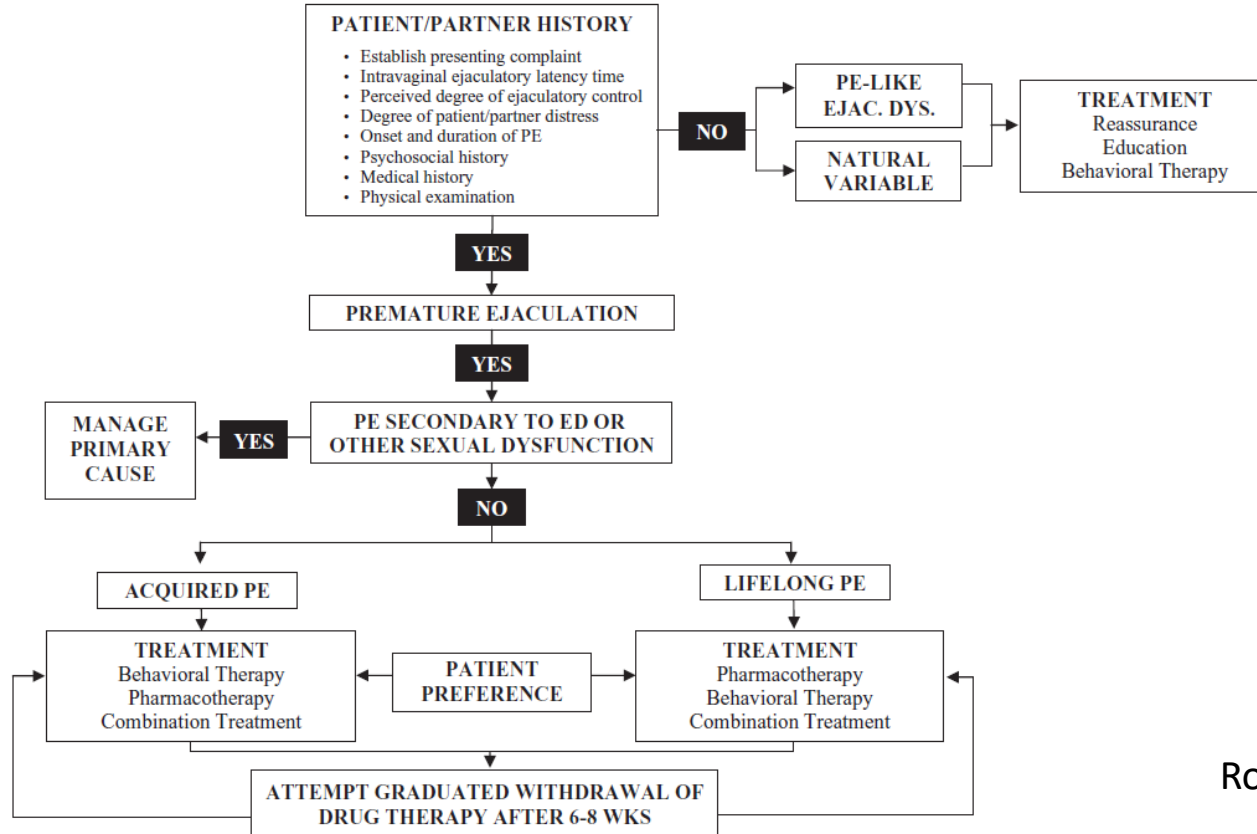 PATIENT/PARTNER HISTORY
• Establish presenting complaint
• Intravaginal ejaculatory latency time
• Perceived degree of ejaculatory control
• Degree of patient/partner distress
• Onset and duration of PE
• Psychosocial history
• Medical history
• Physical examination
NO
PE-LIKE
EJAC. DYS.
NATURAL
VARIABLE
TREATMENT
Reassurance
Education
Behavioral Therapy
YES
PREMATURE EJACULATION
YES
PE SECONDARY TO ED OR
OTHER SEXUAL DYSFUNCTION
YES
MANAGE
PRIMARY
CAUSE
NO
ACQUIRED PE
LIFELONG PE
TREATMENT
Behavioral Therapy
Pharmacotherapy
Combination Treatment
PATIENT
PREFERENCE
TREATMENT
Pharmacotherapy
Behavioral Therapy
Combination Treatment
ATTEMPT GRADUATED WITHDRAWAL OF
DRUG THERAPY AFTER 6-8 WKS